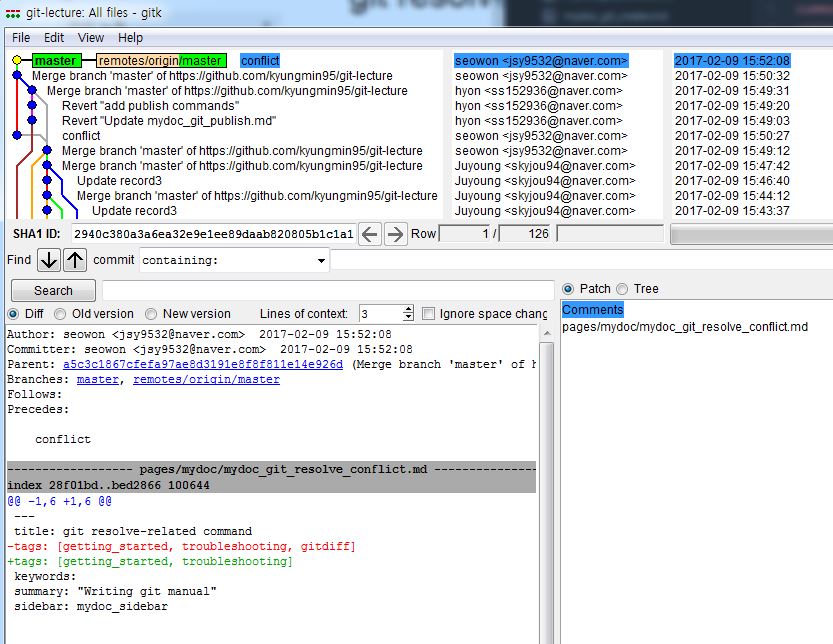 git resolv
git-lecture: All files - gitk
File Edit View Help
master remotes/origin/master conflict seowon <jsy9532@naver.com> 2017-02-09 15:52:08
Merge branch 'master' of https://github.com/kyungmin95/git-lecture seowon <jsy9532@naver.com> 2017-02-09 15:50:32
Merge branch 'master' of https://github.com/kyungmin95/git-lecture hyon <ss152936@naver.com> 2017-02-09 15:49:31
Revert "add publish commands" hyon <ss152936@naver.com> 2017-02-09 15:49:20
Revert "Update mydoc_git_publish.md" hyon <ss152936@naver.com> 2017-02-09 15:49:03
conflict seowon <jsy9532@naver.com> 2017-02-09 15:50:27
Merge branch 'master' of https://github.com/kyungmin95/git-lecture seowon <jsy9532@naver.com> 2017-02-09 15:49:12
Merge branch 'master' of https://github.com/kyungmin95/git-lecture Juyoung <skyjou94@naver.com> 2017-02-09 15:47:42
Update record3 Juyoung <skyjou94@naver.com> 2017-02-09 15:46:40
Merge branch 'master' of https://github.com/kyungmin95/git-lecture Juyoung <skyjou94@naver.com> 2017-02-09 15:44:12
Update record3 Juyoung <skyjou94@naver.com> 2017-02-09 15:43:37
SHA1 ID: 2940c380a3a6ea32e9e1ee89daab820805b1c1a1 Row 1 / 126
Find commit containing:
Search
Patch Tree
Diff Old version New version Lines of context: 3 Ignore space chang
Comments
pages/mydoc/mydoc_git_resolve_conflict.md
Author: seowon <jsy9532@naver.com> 2017-02-09 15:52:08
Committer: seowon <jsy9532@naver.com> 2017-02-09 15:52:08
Parent: a5c3c1867cfefa97ae8d3191e8f8f811e14e926d (Merge branch 'master' of h
Branches: master, remotes/origin/master
Follows:
Precedes:
conflict
------------------ pages/mydoc/mydoc_git_resolve_conflict.md ---------------
index 28f01bd..bed2866 100644
@@ -1,6 +1,6 @@
---
title: git resolve-related command
-tags: [getting_started, troubleshooting, gitdiff]
+tags: [getting_started, troubleshooting]
keywords:
summary: "Writing git manual"
sidebar: mydoc_sidebar